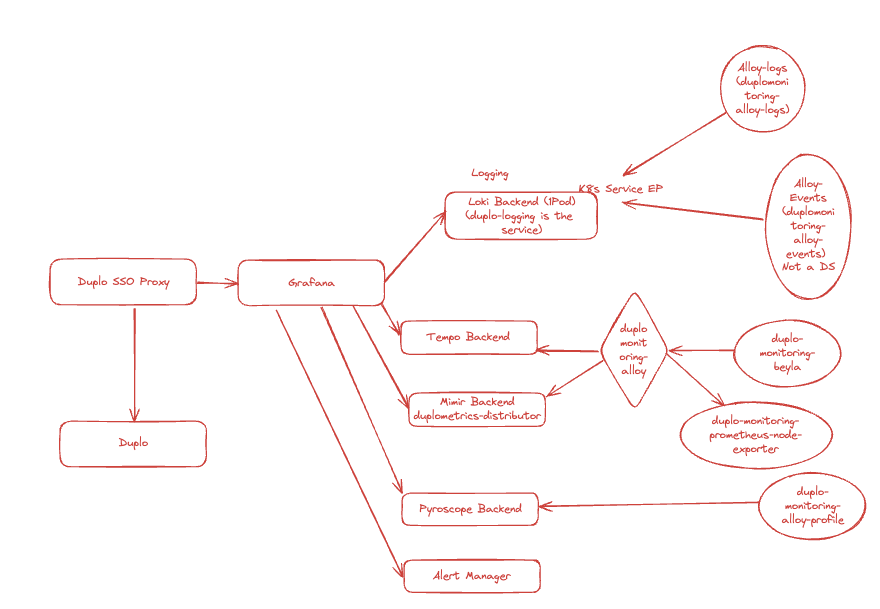 Alloy-logs
(duplomoni
toring-
alloy-logs)
Logging
K8s Service EP
Loki Backend (1Pod)
(duplo-logging is the
service)
Alloy-
Events
(duplomoni
toring-
alloy-
events)
Not a DS
Duplo SSO Proxy
Grafana
Tempo Backend
duplo
monit
oring-
alloy
duplo-
monitoring-
beyla
Mimir Backend
duplometrics-distributor
duplo-monitoring-
prometheus-node-
exporter
Duplo
Pyroscope Backend
duplo-
monitoring-
alloy-profile
Alert Manager